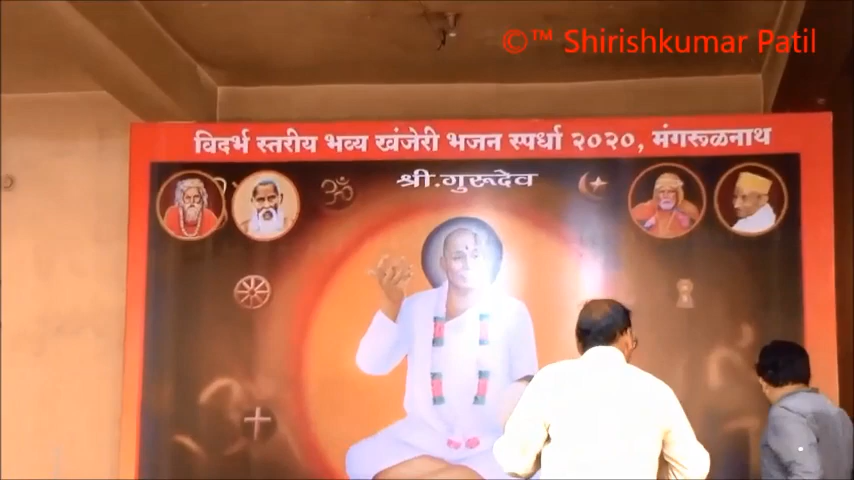 ©™ Shirishkumar Patil
विदर्भ स्तरीय भव्य खंजेरी भजन स्पर्धा २०२०, मंगरूळनाथ
श्री.गुरूदेव
ॐ